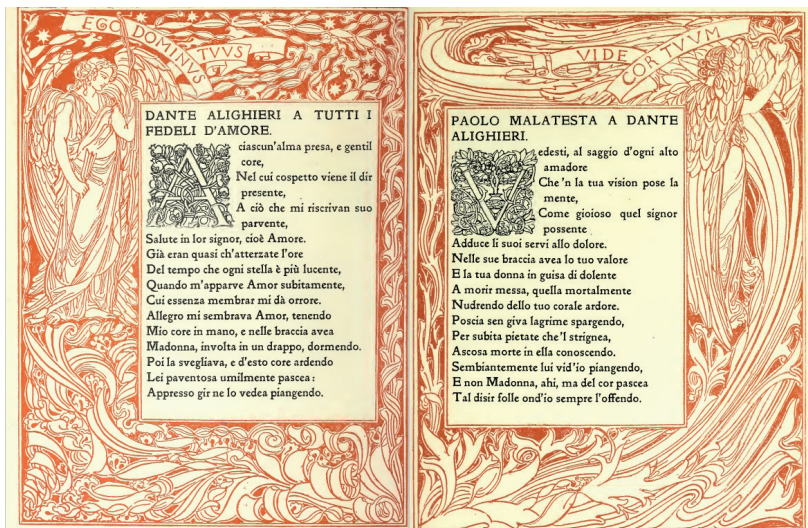 EGO DOMINVS TVVS
DANTE ALIGHIERI A TUTTI I
FEDELI D'AMORE.
A ciascun'alma presa, e gentil
core,
Nel cui cospetto viene il dir
presente,
A ciò che mi riscrivan suo
parvente,
Salute in lor signor, cioè Amore.
Già eran quasi ch'atterzate l'ore
Del tempo che ogni stella è più lucente,
Quando m'apparve Amor subitamente,
Cui essenza membrar mi dà orrore.
Allegro mi sembrava Amor, tenendo
Mio core in mano, e nelle braccia avea
Madonna, involta in un drappo, dormendo.
Poi la svegliava, e d'esto core ardendo
Lei paventosa umilmente pascea:
Appresso gir ne lo vedea piangendo.
VIDE COR TVVM
PAOLO MALATESTA A DANTE
ALIGHIERI.
Vedesti, al saggio d'ogni alto
amadore
Che 'n la tua vision pose la
mente,
Come gioioso quel signor
possente
Adduce li suoi servi allo dolore.
Nelle sue braccia avea lo tuo valore
E la tua donna in guisa di dolente
A morir messa, quella mortalmente
Nudrendo dello tuo corale ardore.
Poscia sen giva lagrime spargendo,
Per subita pietate che'l strignea,
Ascosa morte in ella conoscendo.
Sembiantemente lui vid'io piangendo,
E non Madonna, ahi, ma del cor pascea
Tal disir folle ond'io sempre l'offendo.